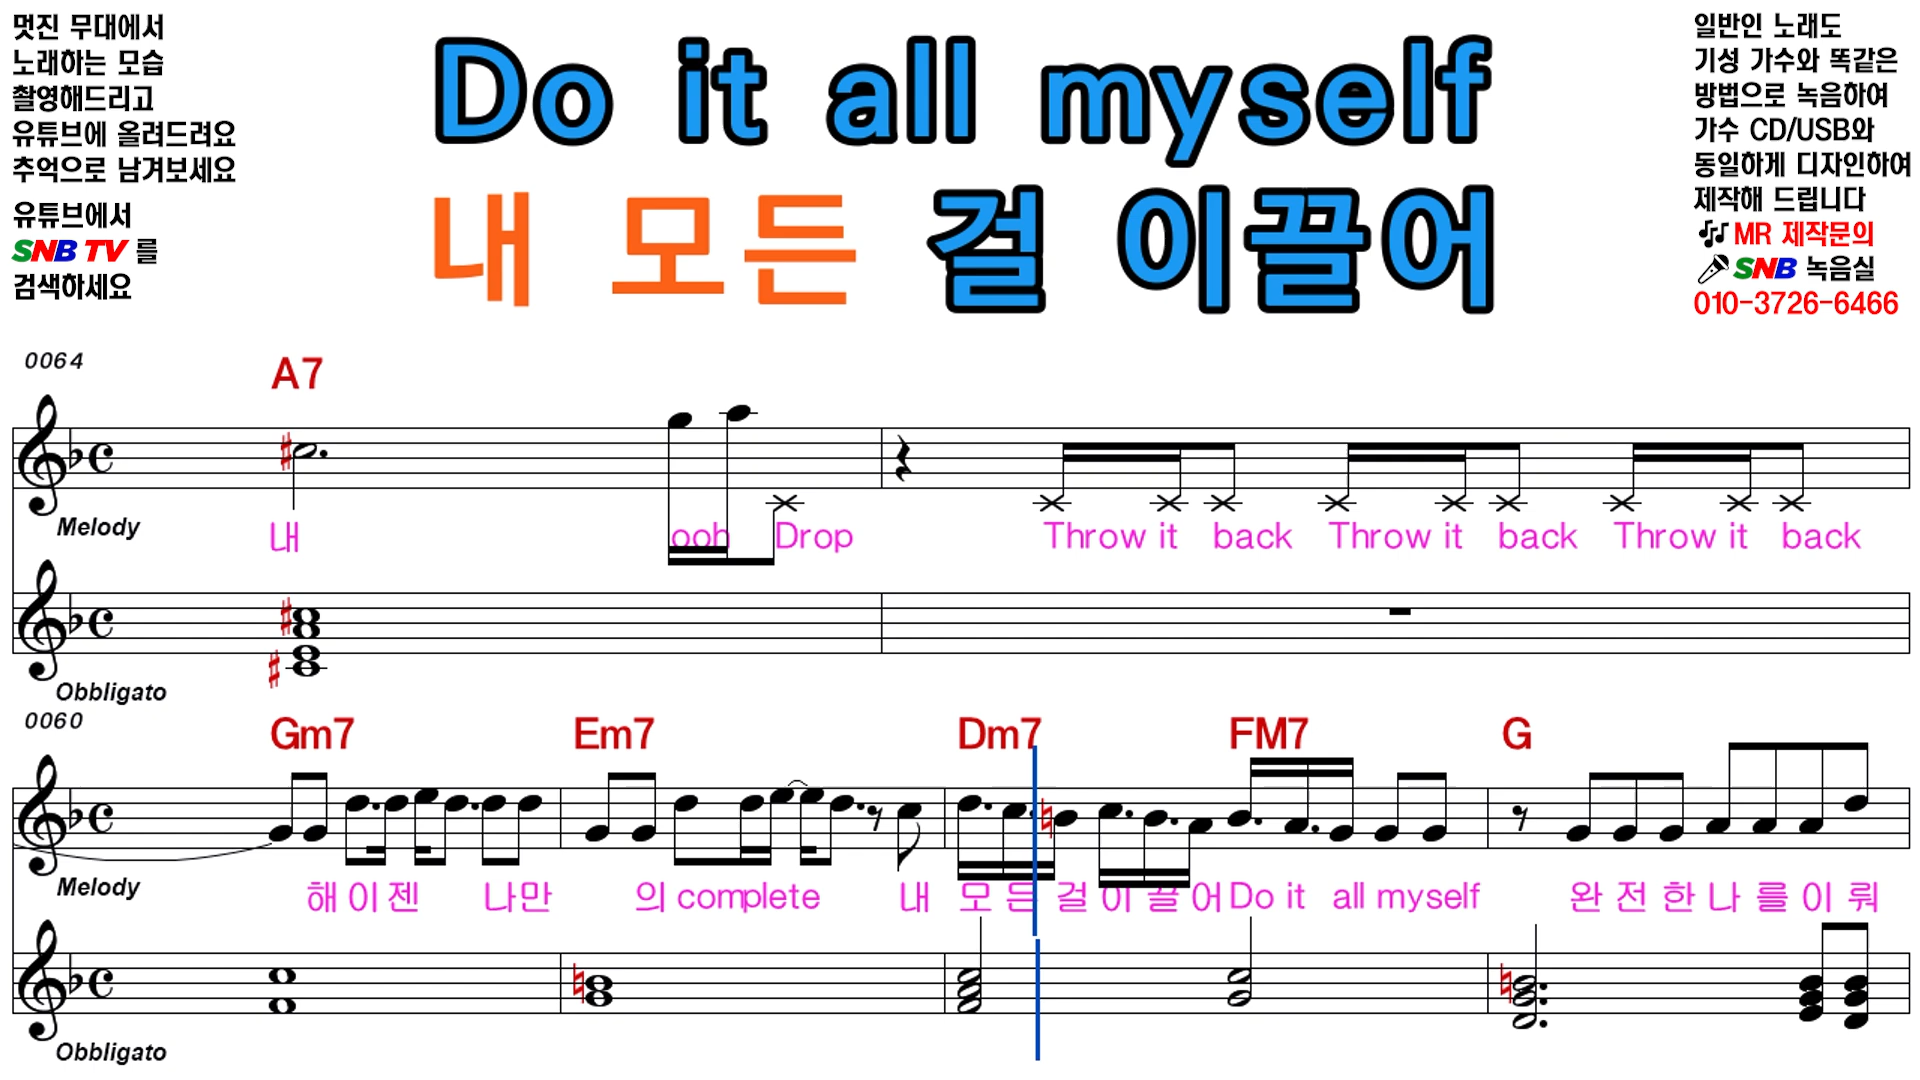 멋진 무대에서
노래하는 모습
촬영해드리고
유튜브에 올려드려요
추억으로 남겨보세요
유튜브에서
SNB TV 를
검색하세요
Do it all myself
내 모든 걸 이끌어
일반인 노래도
기성 가수와 똑같은
방법으로 녹음하여
가수 CD/USB와
동일하게 디자인하여
제작해 드립니다
MR 제작문의
SNB 녹음실
010-3726-6466
0064
A7
Melody
내 ooh Drop Throw it back Throw it back Throw it back
Obbligato
0060
Gm7 Em7 Dm7 FM7 G
Melody
해 이 젠 나만 의 complete 내 모 든 걸 이 끌 어 Do it all myself 완 전 한 나 를 이 뤄
Obbligato